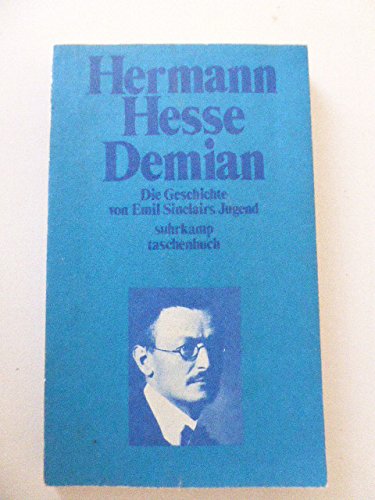 Hermann
Hesse
Demian
Die Geschichte
von Emil Sinclairs Jugend
suhrkamp
taschenbuch